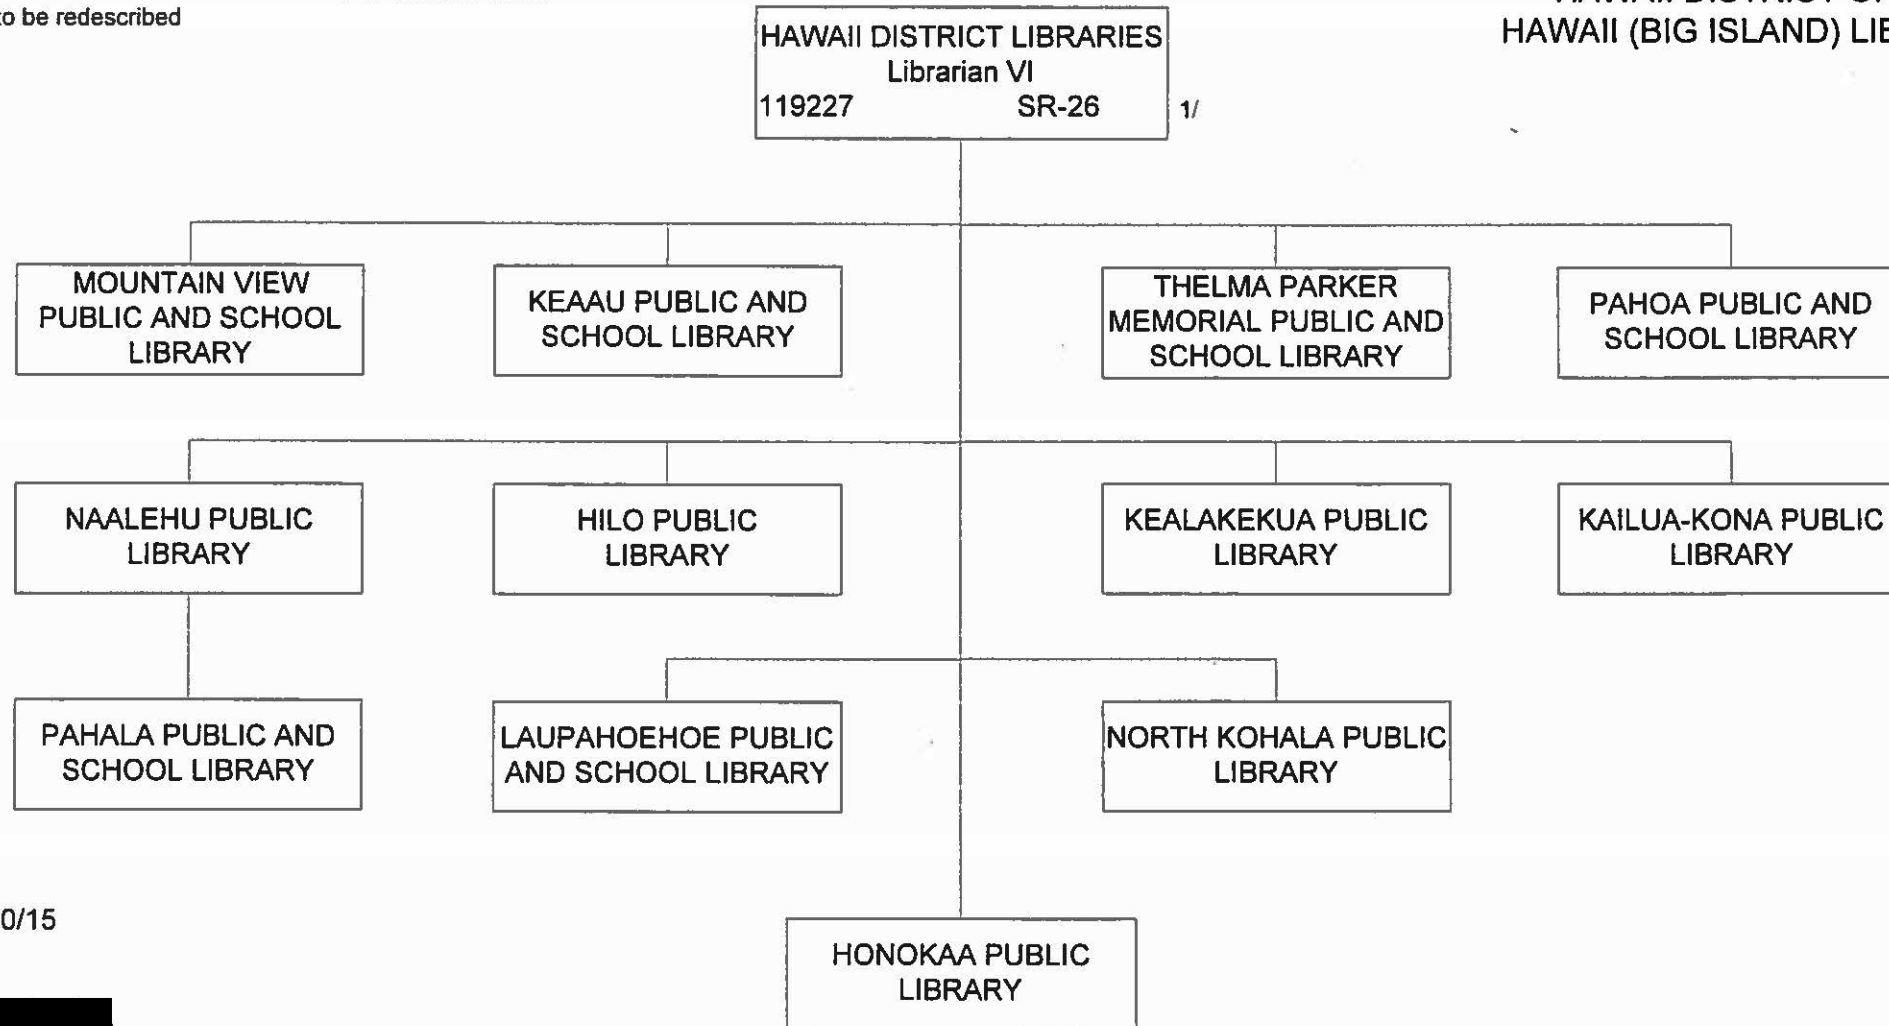 to be redescribed
HAWAII (BIG ISLAND)
HAWAII DISTRICT LIBRARIES
Librarian VI
119227 SR-26 1/
MOUNTAIN VIEW
PUBLIC AND SCHOOL
LIBRARY
KEAAU PUBLIC AND
SCHOOL LIBRARY
THELMA PARKER
MEMORIAL PUBLIC AND
SCHOOL LIBRARY
PAHOA PUBLIC AND
SCHOOL LIBRARY
NAALEHU PUBLIC
LIBRARY
HILO PUBLIC
LIBRARY
KEALAKEKUA PUBLIC
LIBRARY
KAILUA-KONA PUBLIC
LIBRARY
PAHALA PUBLIC AND
SCHOOL LIBRARY
LAUPAHOEHOE PUBLIC
AND SCHOOL LIBRARY
NORTH KOHALA PUBLIC
LIBRARY
0/15
HONOKAA PUBLIC
LIBRARY